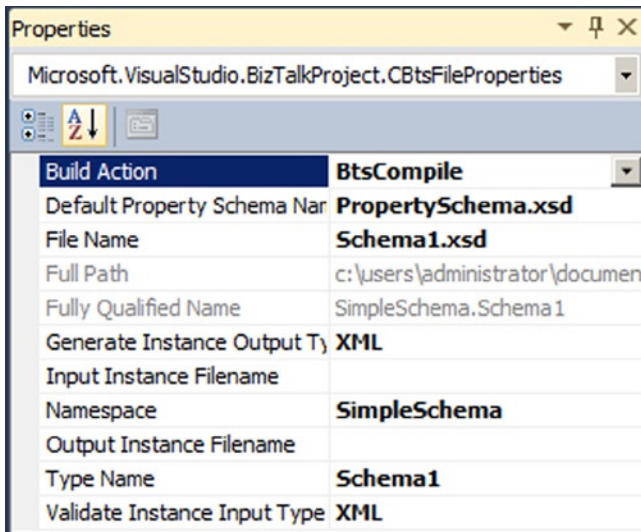 Properties
Microsoft.VisualStudio.BizTalkProject.CBtsFileProperties
A
Z
Build Action BtsCompile
Default Property Schema Nan PropertySchema.xsd
File Name Schema1.xsd
Full Path c:\users\administrator\documen
Fully Qualified Name SimpleSchema.Schema1
Generate Instance Output Ty XML
Input Instance Filename
Namespace SimpleSchema
Output Instance Filename
Type Name Schema1
Validate Instance Input Type XML